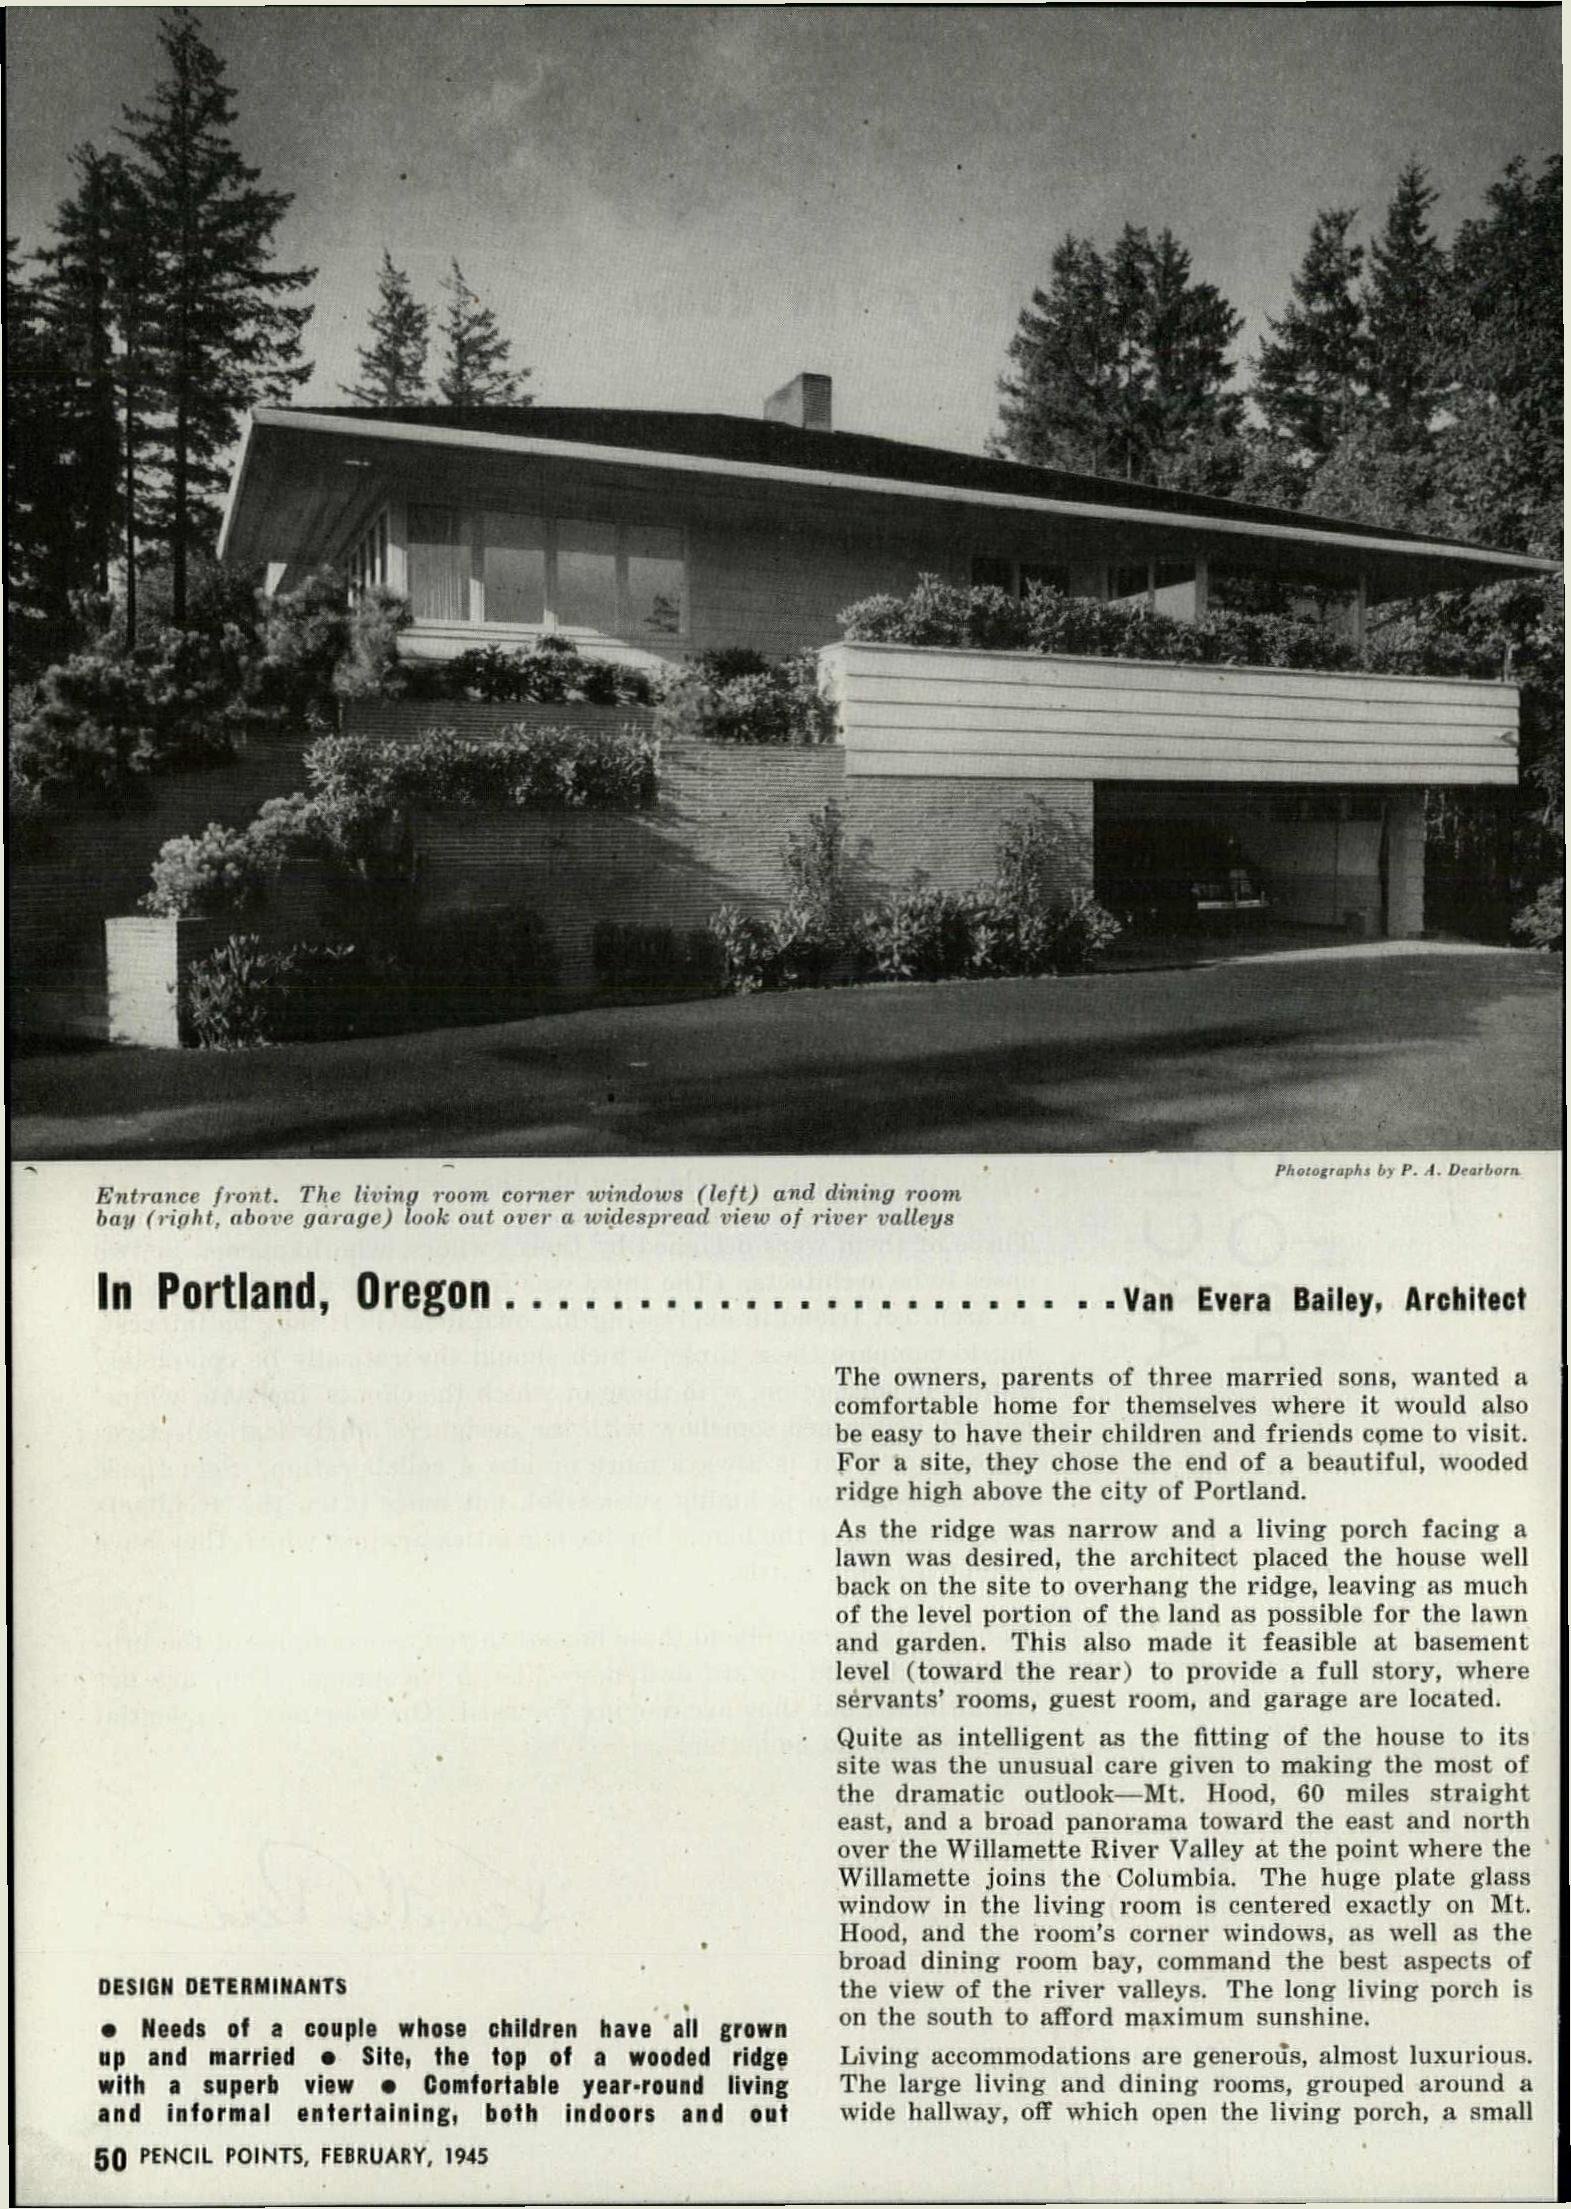 Photographs by P. A. Dearborn
Entrance front. The living room corner windows (left) and dining room
bay (right, above garage) look out over a widespread view of river valleys
In Portland, Oregon . . . . . . . . . . . . . . . . . . . . . . . Van Evera Bailey, Architect
The owners, parents of three married sons, wanted a
comfortable home for themselves where it would also
be easy to have their children and friends come to visit.
For a site, they chose the end of a beautiful, wooded
ridge high above the city of Portland.
As the ridge was narrow and a living porch facing a
lawn was desired, the architect placed the house well
back on the site to overhang the ridge, leaving as much
of the level portion of the land as possible for the lawn
and garden. This also made it feasible at basement
level (toward the rear) to provide a full story, where
servants' rooms, guest room, and garage are located.
Quite as intelligent as the fitting of the house to its
site was the unusual care given to making the most of
the dramatic outlook—Mt. Hood, 60 miles straight
east, and a broad panorama toward the east and north
over the Willamette River Valley at the point where the
Willamette joins the Columbia. The huge plate glass
window in the living room is centered exactly on Mt.
Hood, and the room's corner windows, as well as the
broad dining room bay, command the best aspects of
the view of the river valleys. The long living porch is
on the south to afford maximum sunshine.
Living accommodations are generous, almost luxurious.
The large living and dining rooms, grouped around a
wide hallway, off which open the living porch, a small
DESIGN DETERMINANTS
● Needs of a couple whose children have all grown
up and married ● Site, the top of a wooded ridge
with a superb view ● Comfortable year-round living
and informal entertaining, both indoors and out
50 PENCIL POINTS, FEBRUARY, 1945